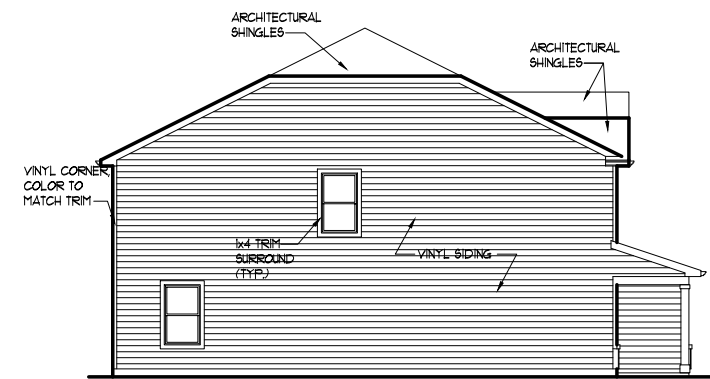 ARCHITECTURAL
SHINGLES
ARCHITECTURAL
SHINGLES
VINYL CORNER,
COLOR TO
MATCH TRIM
1x4 TRIM
SURROUND
(TYP.)
VINYL SIDING